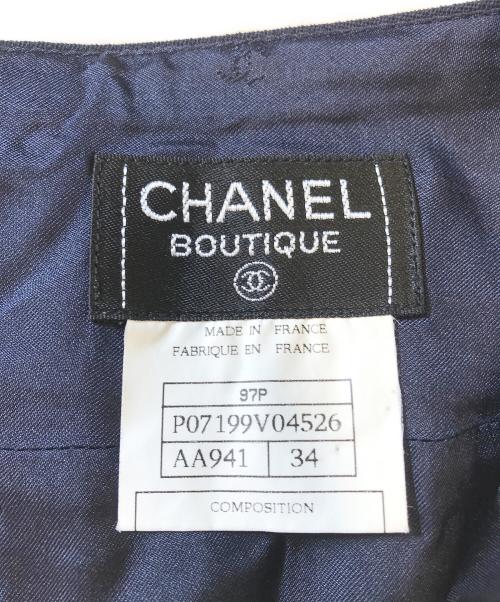 CHANEL
BOUTIQUE
MADE IN FRANCE
FABRIQUE EN FRANCE
97P
P07199V04526
AA941 34
COMPOSITION